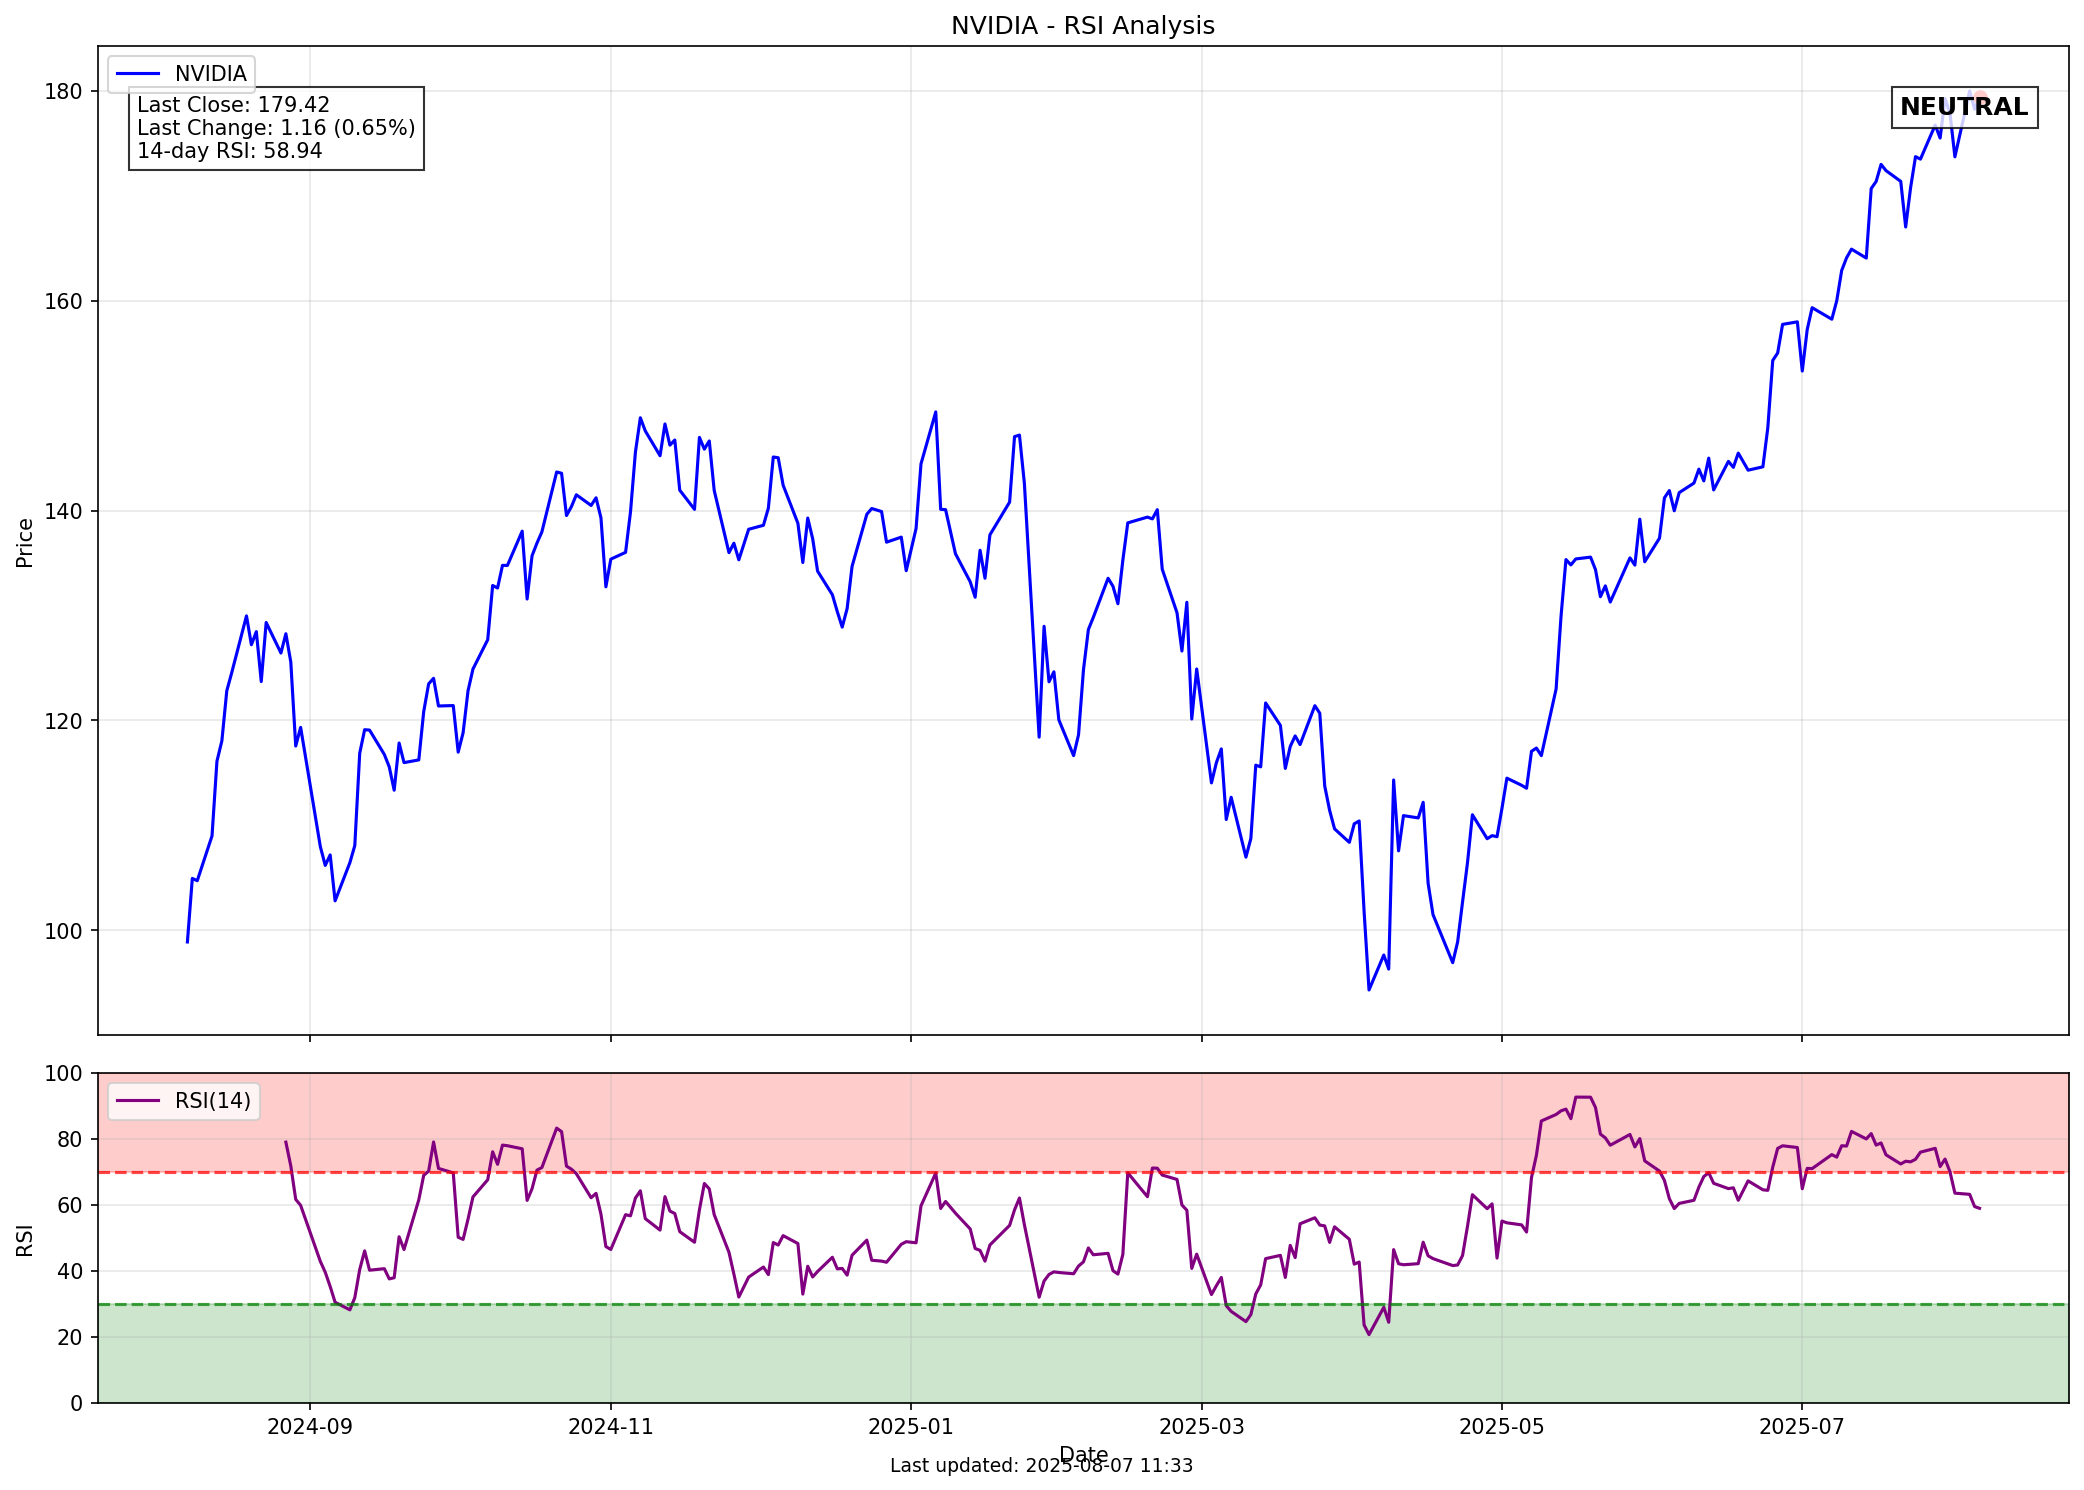 NVIDIA - RSI Analysis
NVIDIA
Last Close: 179.42
Last Change: 1.16 (0.65%)
14-day RSI: 58.94
NEUTRAL
180
160
140
120
100
Price
RSI(14)
100
80
60
40
20
0
RSI
2024-09
2024-11
2025-01
2025-03
2025-05
2025-07
Date
Last updated: 2025-08-07 11:33